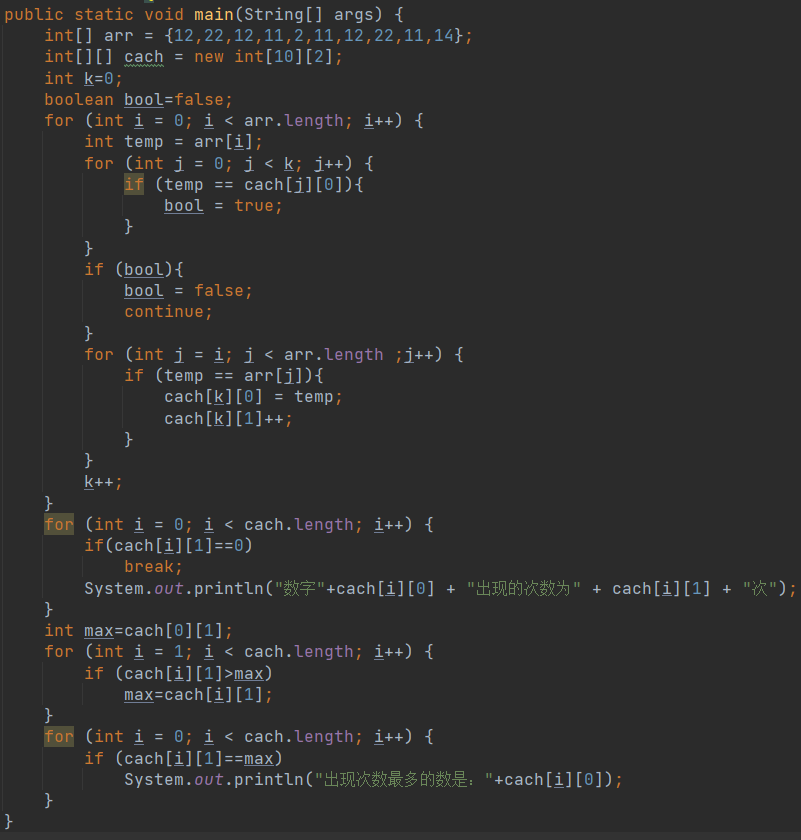 public static void main(String[] args) {
    int[] arr = {12,22,12,11,2,11,12,22,11,14};
    int[][] cach = new int[10][2];
    int k=0;
    boolean bool=false;
    for (int i = 0; i < arr.length; i++) {
        int temp = arr[i];
        for (int j = 0; j < k; j++) {
            if (temp == cach[j][0]){
                bool = true;
            }
        }
        if (bool){
            bool = false;
            continue;
        }
        for (int j = i; j < arr.length ;j++) {
            if (temp == arr[j]){
                cach[k][0] = temp;
                cach[k][1]++;
            }
        }
        k++;
    }
    for (int i = 0; i < cach.length; i++) {
        if(cach[i][1]==0)
            break;
        System.out.println("数字"+cach[i][0] + "出现的次数为" + cach[i][1] + "次");
    }
    int max=cach[0][1];
    for (int i = 1; i < cach.length; i++) {
        if (cach[i][1]>max)
            max=cach[i][1];
    }
    for (int i = 0; i < cach.length; i++) {
        if (cach[i][1]==max)
            System.out.println("出现次数最多的数是："+cach[i][0]);
    }
}